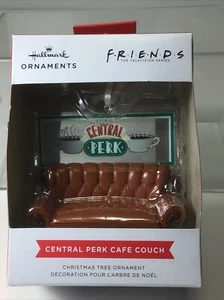 Hallmark
ORNAMENTS
F·R·I·E·N·D·S
THE TELEVISION SERIES
CENTRAL
PERK
CENTRAL PERK CAFE COUCH
CHRISTMAS TREE ORNAMENT
DÉCORATION POUR L'ARBRE DE NOËL